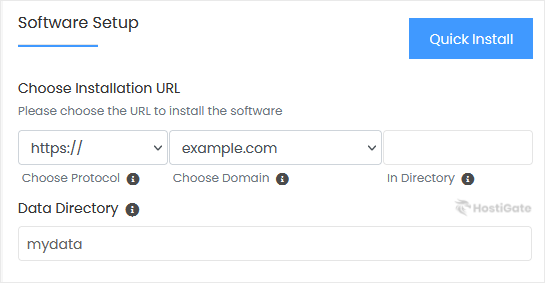 Software Setup
Quick Install
Choose Installation URL
Please choose the URL to install the software
https:// example.com
Choose Protocol Choose Domain In Directory
Data Directory
HostiGate
mydata